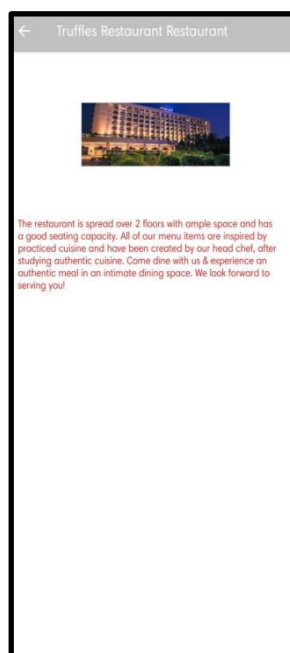 Truffles Restaurant Restaurant
The restaurant is spread over 2 floors with ample space and has
a good seating capacity. All of our menu items are inspired by
practiced cuisine and have been created by our head chef, after
studying authentic cuisine. Come dine with us & experience an
authentic meal in an intimate dining space. We look forward to
serving you!